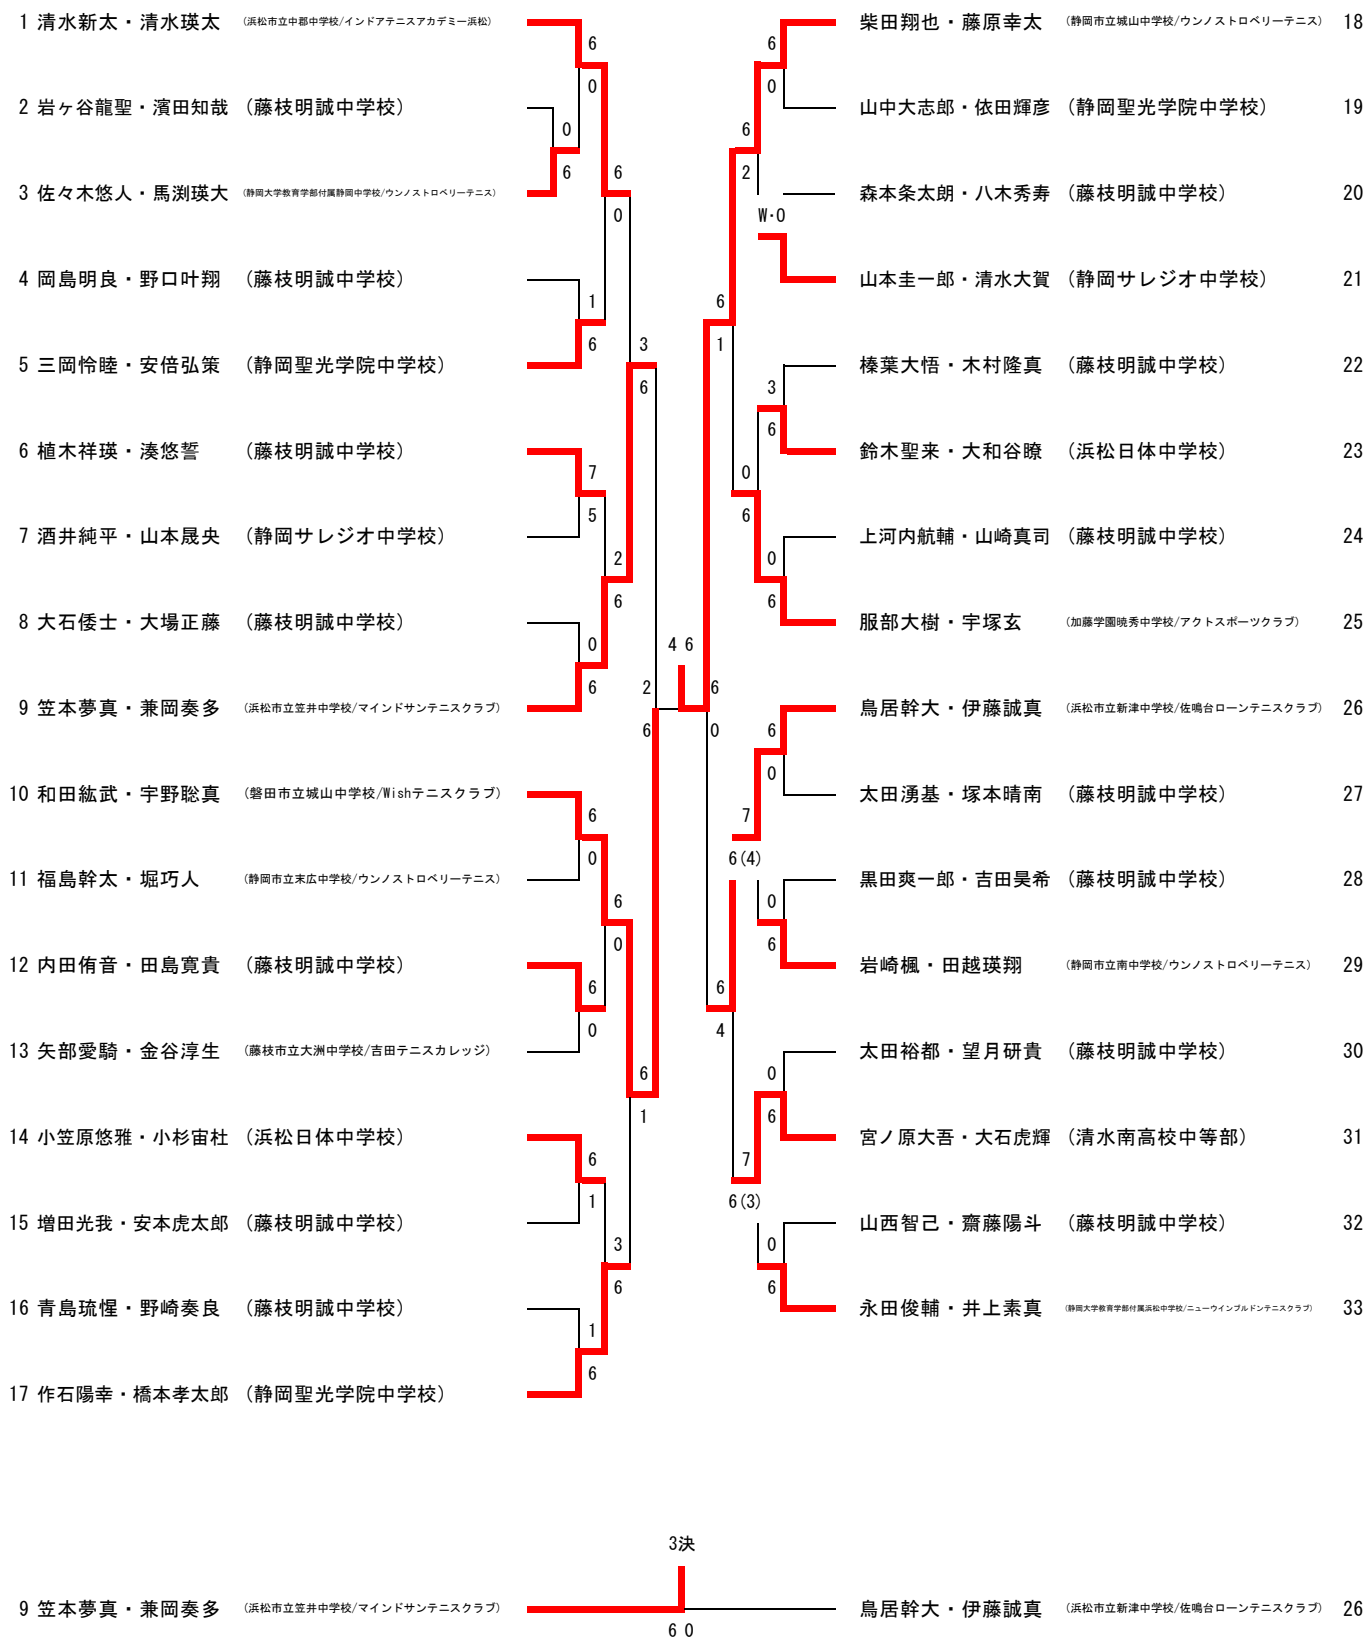 1 清水新太・清水瑛太 (浜松市立中郡中学校/インドアテニスアカデミー浜松)
6
0
2 岩ヶ谷龍聖・濱田知哉 (藤枝明誠中学校)
0
6
3 佐々木悠人・馬渕瑛大 (静岡大学教育学部付属静岡中学校/ウンノストロベリーテニス)
6
0
4 岡島明良・野口叶翔 (藤枝明誠中学校)
1
6
5 三岡怜睦・安倍弘策 (静岡聖光学院中学校)
3
6
6 植木祥瑛・湊悠誓 (藤枝明誠中学校)
7
5
7 酒井純平・山本晟央 (静岡サレジオ中学校)
2
6
8 大石倭士・大場正藤 (藤枝明誠中学校)
0
6
9 笠本夢真・兼岡奏多 (浜松市立笠井中学校/マインドサンテニスクラブ)
2
6
10 和田紘武・宇野聡真 (磐田市立城山中学校/Wishテニスクラブ)
6
0
11 福島幹太・堀巧人 (静岡市立末広中学校/ウンノストロベリーテニス)
6
0
12 内田侑音・田島寛貴 (藤枝明誠中学校)
6
0
13 矢部愛騎・金谷淳生 (藤枝市立大洲中学校/吉田テニスカレッジ)
6
1
14 小笠原悠雅・小杉宙杜 (浜松日体中学校)
6
1
15 増田光我・安本虎太郎 (藤枝明誠中学校)
3
6
16 青島琉惺・野崎奏良 (藤枝明誠中学校)
1
6
17 作石陽幸・橋本孝太郎 (静岡聖光学院中学校)
4 6
柴田翔也・藤原幸太 (静岡市立城山中学校/ウンノストロベリーテニス) 18
6
0
山中大志郎・依田輝彦 (静岡聖光学院中学校) 19
6
2
森本条太朗・八木秀寿 (藤枝明誠中学校) 20
W・O
山本圭一郎・清水大賀 (静岡サレジオ中学校) 21
6
1
榛葉大悟・木村隆真 (藤枝明誠中学校) 22
3
6
鈴木聖来・大和谷瞭 (浜松日体中学校) 23
0
6
上河内航輔・山崎真司 (藤枝明誠中学校) 24
0
6
服部大樹・宇塚玄 (加藤学園暁秀中学校/アクトスポーツクラブ) 25
6
0
鳥居幹大・伊藤誠真 (浜松市立新津中学校/佐鳴台ローンテニスクラブ) 26
6
0
太田湧基・塚本晴南 (藤枝明誠中学校) 27
7
6(4)
黒田爽一郎・吉田昊希 (藤枝明誠中学校) 28
0
6
岩崎楓・田越瑛翔 (静岡市立南中学校/ウンノストロベリーテニス) 29
6
4
太田裕都・望月研貴 (藤枝明誠中学校) 30
0
6
宮ノ原大吾・大石虎輝 (清水南高校中等部) 31
7
6(3)
山西智己・齋藤陽斗 (藤枝明誠中学校) 32
0
6
永田俊輔・井上素真 (静岡大学教育学部付属浜松中学校/ニューウインブルドンテニスクラブ) 33
3決
9 笠本夢真・兼岡奏多 (浜松市立笠井中学校/マインドサンテニスクラブ)
鳥居幹大・伊藤誠真 (浜松市立新津中学校/佐鳴台ローンテニスクラブ) 26
6 0